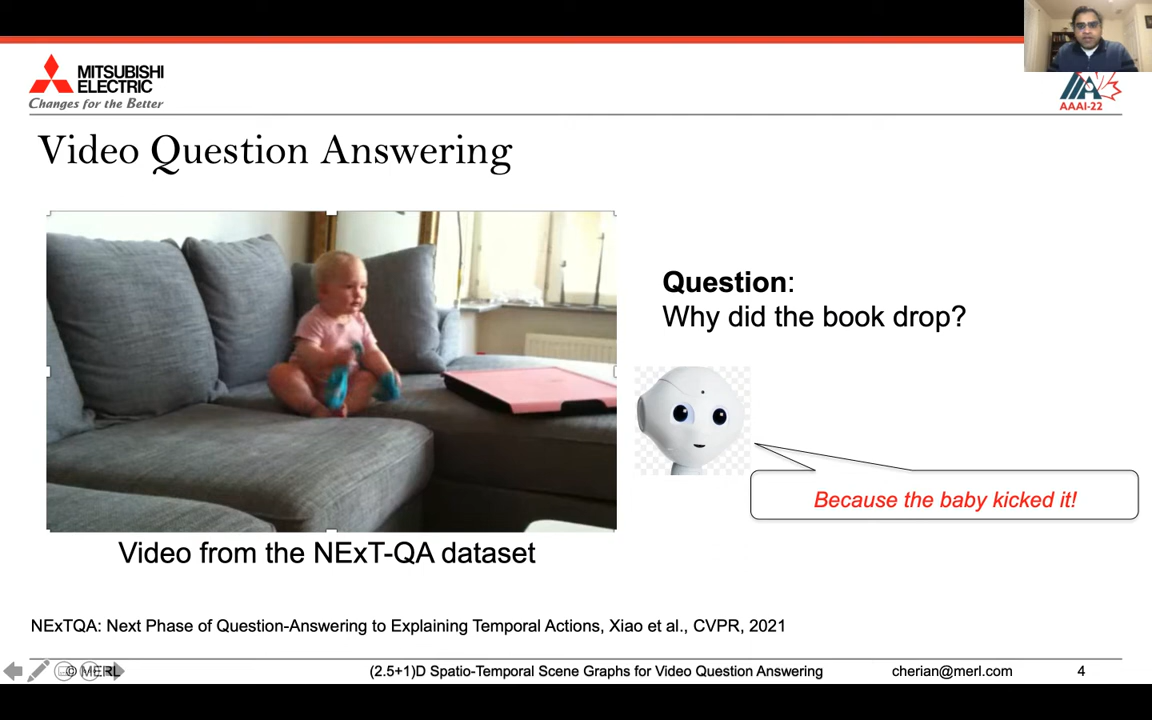 MITSUBISHI
ELECTRIC
Changes for the Better
AAAI-22
Video Question Answering
Question:
Why did the book drop?
Because the baby kicked it!
Video from the NExT-QA dataset
NExTQA: Next Phase of Question-Answering to Explaining Temporal Actions, Xiao et al., CVPR, 2021
© MERL
(2.5+1)D Spatio-Temporal Scene Graphs for Video Question Answering
cherian@merl.com
4